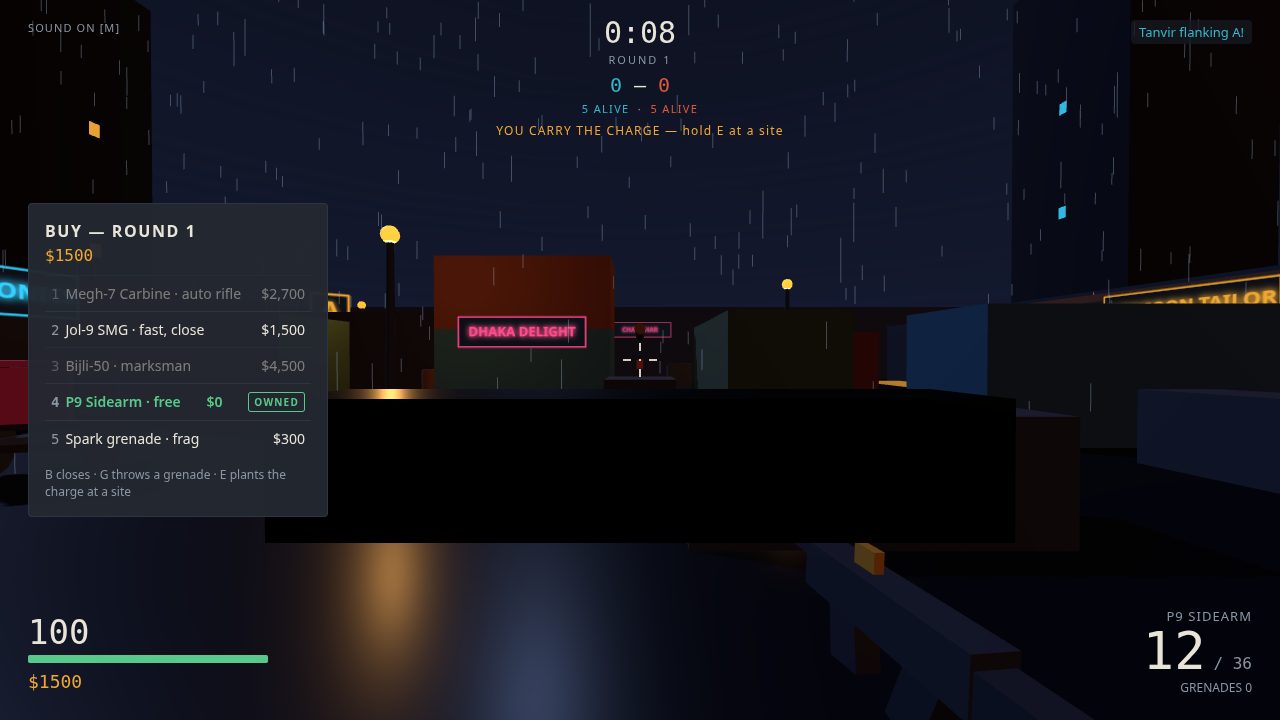 SOUND ON [M]
0:08
ROUND 1
0 — 0
5 ALIVE · 5 ALIVE
YOU CARRY THE CHARGE — hold E at a site
Tanvir flanking A!
BUY — ROUND 1
$1500
1 Megh-7 Carbine · auto rifle $2,700
2 Jol-9 SMG · fast, close $1,500
3 Bijli-50 · marksman $4,500
4 P9 Sidearm · free $0 OWNED
5 Spark grenade · frag $300
B closes · G throws a grenade · E plants the
charge at a site
DHAKA DELIGHT
TAILOR
100
$1500
P9 SIDEARM
12 / 36
GRENADES 0